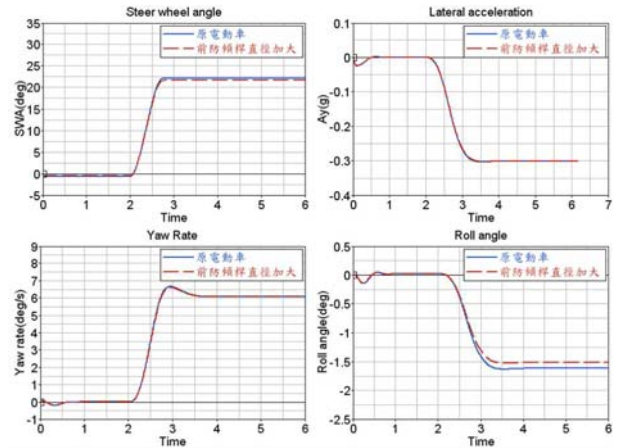 Steer wheel angle
原電動車
前防傾桿直徑加大
SWA(deg)
35
30
25
20
15
10
5
0
-5
0 1 2 3 4 5 6
Time
Lateral acceleration
原電動車
前防傾桿直徑加大
Ay(g)
0.1
0
-0.1
-0.2
-0.3
-0.4
0 1 2 3 4 5 6 7
Time
Yaw Rate
原電動車
前防傾桿直徑加大
Yaw rate(deg/s)
9
8
7
6
5
4
3
2
1
0
-1
0 1 2 3 4 5 6
Time
Roll angle
原電動車
前防傾桿直徑加大
Roll angle(deg)
0.5
0
-0.5
-1
-1.5
-2
-2.5
0 1 2 3 4 5 6
Time